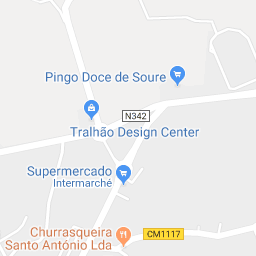 Pingo Doce de Soure
N342
Tralhão Design Center
Supermercado
Intermarché
Churrasqueira
Santo António Lda
CM1117